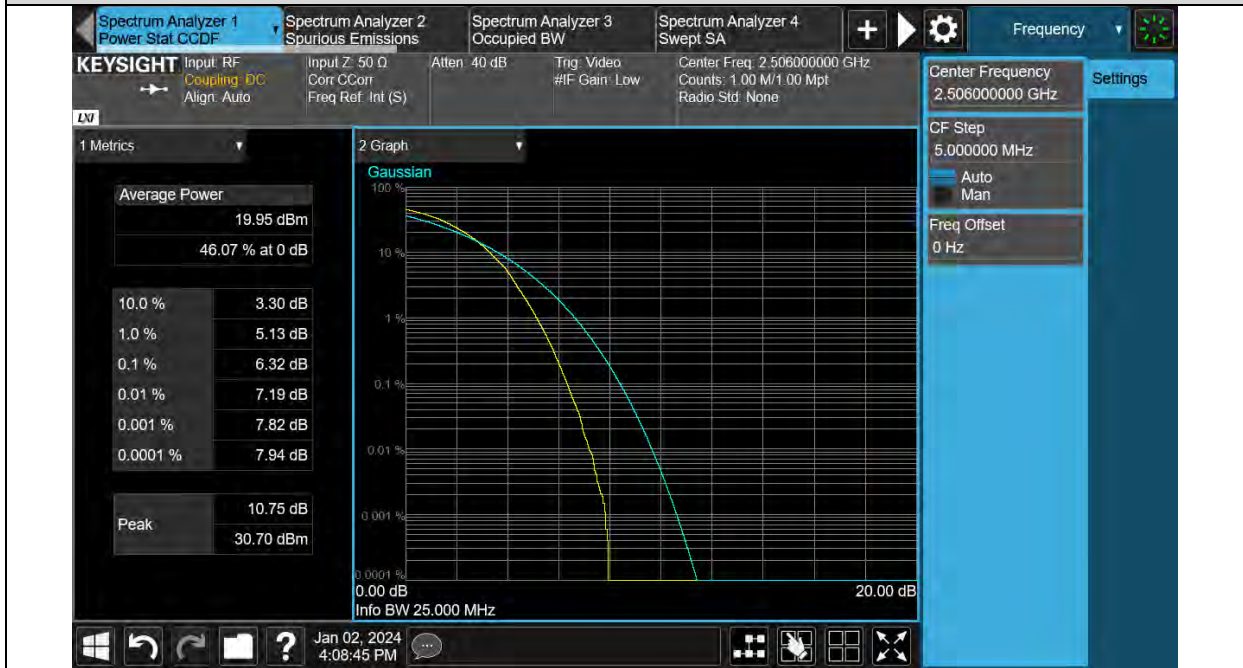 Spectrum Analyzer 1
Power Stat CCDF
Spectrum Analyzer 2
Spurious Emissions
Spectrum Analyzer 3
Occupied BW
Spectrum Analyzer 4
Swept SA
+
Frequency
KEYSIGHT
LXI
Input: RF
Coupling: DC
Align: Auto
Input Z: 50 Ω
Corr CCorr
Freq Ref: Int (S)
Atten: 40 dB
Trig: Video
#IF Gain: Low
Center Freq: 2.506000000 GHz
Counts: 1.00 M/1.00 Mpt
Radio Std: None
Center Frequency
2.506000000 GHz
Settings
CF Step
5.000000 MHz
Auto
Man
Freq Offset
0 Hz
1 Metrics
Average Power
19.95 dBm
46.07 % at 0 dB
10.0 % 3.30 dB
1.0 % 5.13 dB
0.1 % 6.32 dB
0.01 % 7.19 dB
0.001 % 7.82 dB
0.0001 % 7.94 dB
Peak
10.75 dB
30.70 dBm
2 Graph
Gaussian
100 %
10 %
1 %
0.1 %
0.01 %
0.001 %
0.0001 %
0.00 dB 20.00 dB
Info BW 25.000 MHz
?
Jan 02, 2024
4:08:45 PM